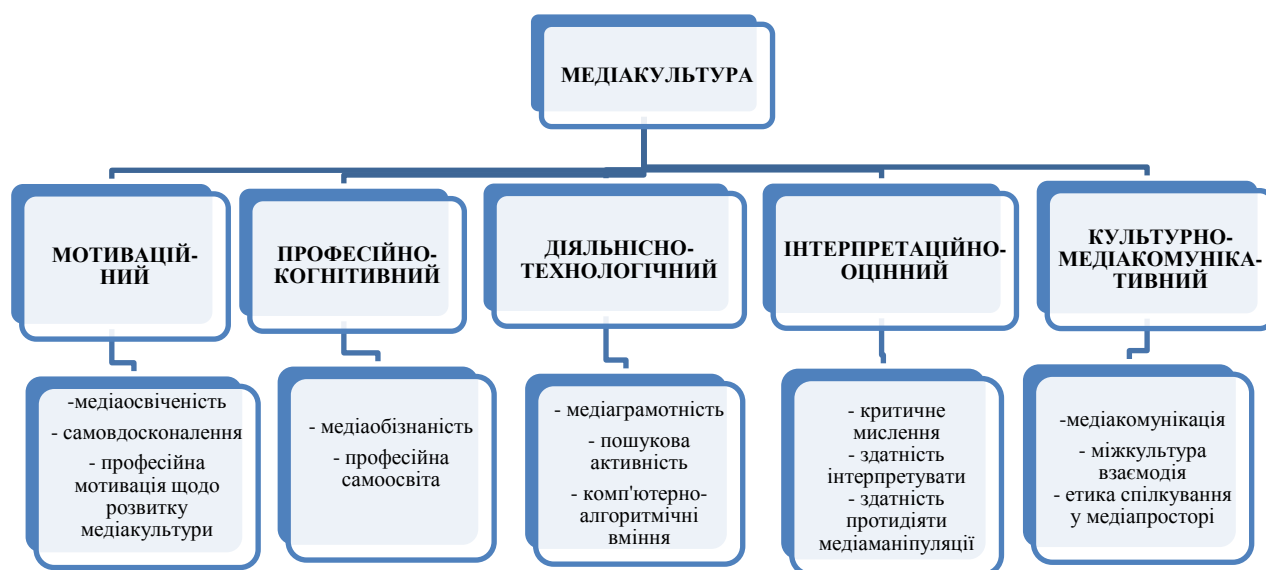 МЕДІАКУЛЬТУРА
МОТИВАЦІЙ-
НИЙ
ПРОФЕСІЙНО-
КОГНІТИВНИЙ
ДІЯЛЬНІСНО-
ТЕХНОЛОГІЧНИЙ
ІНТЕРПРЕТАЦІЙНО-
ОЦІННИЙ
КУЛЬТУРНО-
МЕДІАКОМУНІКА-
ТИВНИЙ
-медіаосвіченість
- самовдосконалення
- професійна
мотивація щодо
розвитку
медіакультури
- медіаобізнаність
- професійна
самоосвіта
- медіаграмотність
- пошукова
активність
- комп'ютерно-
алгоритмічні
вміння
- критичне
мислення
- здатність
інтерпретувати
- здатність
протидіяти
медіаманіпуляції
-медіакомунікація
- міжкультура
взаємодія
- етика спілкування
у медіапросторі